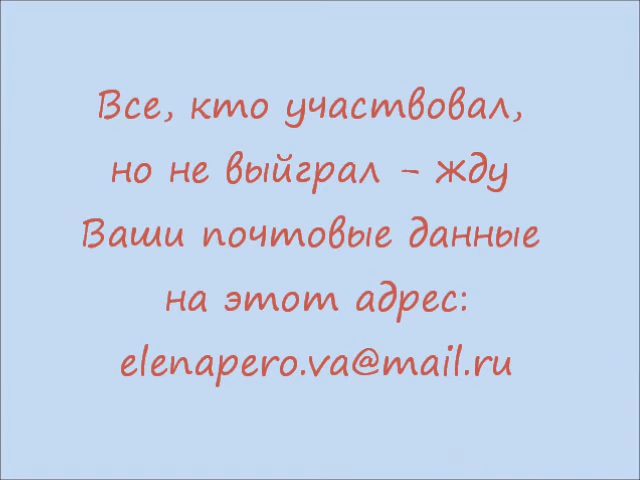 Все, кто участвовал,
но не выйграл - жду
Ваши почтовые данные
на этот адрес:
elenapero.va@mail.ru